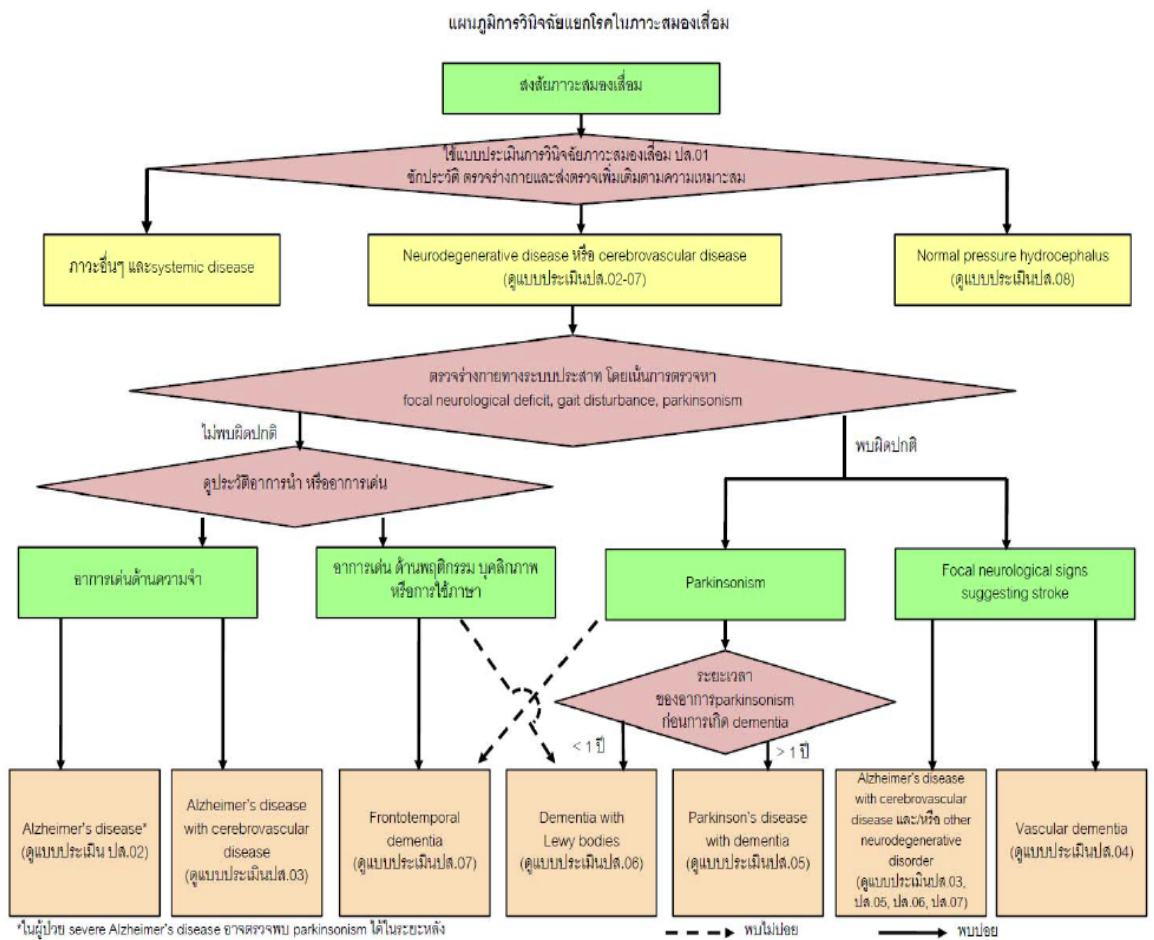 แผนภูมิการวินิจฉัยแยกโรคในภาวะสมองเสื่อม
สงสัยภาวะสมองเสื่อม
ใช้แบบประเมินการวินิจฉัยภาวะสมองเสื่อม ปส.01
ซักประวัติ ตรวจร่างกายและส่งตรวจเพิ่มเติมตามความเหมาะสม
ภาวะอื่นๆ และsystemic disease
Neurodegenerative disease หรือ cerebrovascular disease
(ดูแบบประเมินปส.02-07)
Normal pressure hydrocephalus
(ดูแบบประเมินปส.08)
ตรวจร่างกายทางระบบประสาท โดยเน้นการตรวจหา
focal neurological deficit, gait disturbance, parkinsonism
ไม่พบผิดปกติ
พบผิดปกติ
ดูประวัติอาการนำ หรืออาการเด่น
อาการเด่นด้านความจำ
อาการเด่น ด้านพฤติกรรม บุคลิกภาพ
หรือการใช้ภาษา
Parkinsonism
Focal neurological signs
suggesting stroke
ระยะเวลา
ของอาการparkinsonism
ก่อนการเกิด dementia
< 1 ปี
> 1 ปี
Alzheimer's disease*
(ดูแบบประเมิน ปส.02)
Alzheimer's disease
with cerebrovascular
disease
(ดูแบบประเมินปส.03)
Frontotemporal
dementia
(ดูแบบประเมินปส.07)
Dementia with
Lewy bodies
(ดูแบบประเมินปส.06)
Parkinson's disease
with dementia
(ดูแบบประเมินปส.05)
Alzheimer's disease
with cerebrovascular
disease และ/หรือ other
neurodegenerative
disorder
(ดูแบบประเมินปส.03,
ปส.05, ปส.06, ปส.07)
Vascular dementia
(ดูแบบประเมินปส.04)
*ในผู้ป่วย severe Alzheimer's disease อาจตรวจพบ parkinsonism ได้ในระยะหลัง
พบไม่บ่อย
พบบ่อย